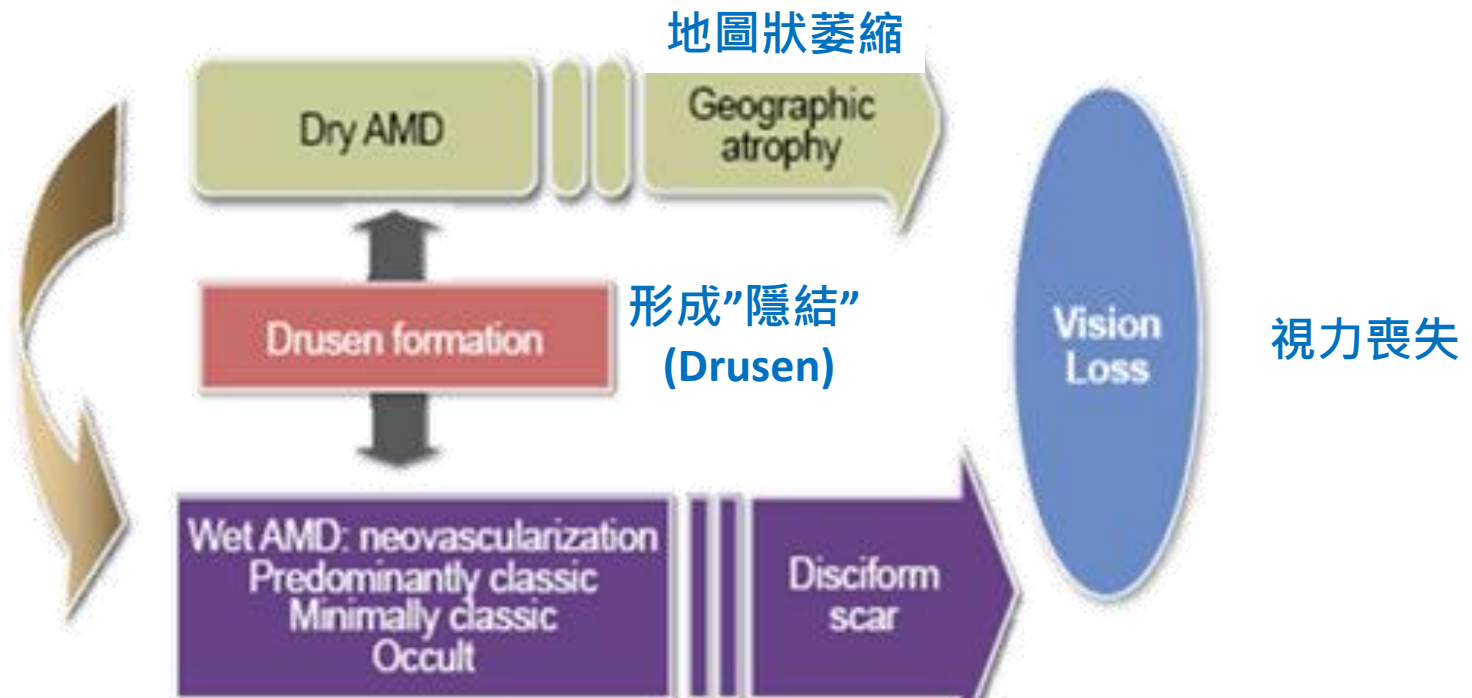 地圖狀萎縮
Dry AMD
Geographic
atrophy
Drusen formation
形成”隱結”
(Drusen)
Vision
Loss
視力喪失
Wet AMD: neovascularization
Predominantly classic
Minimally classic
Occult
Disciform
scar